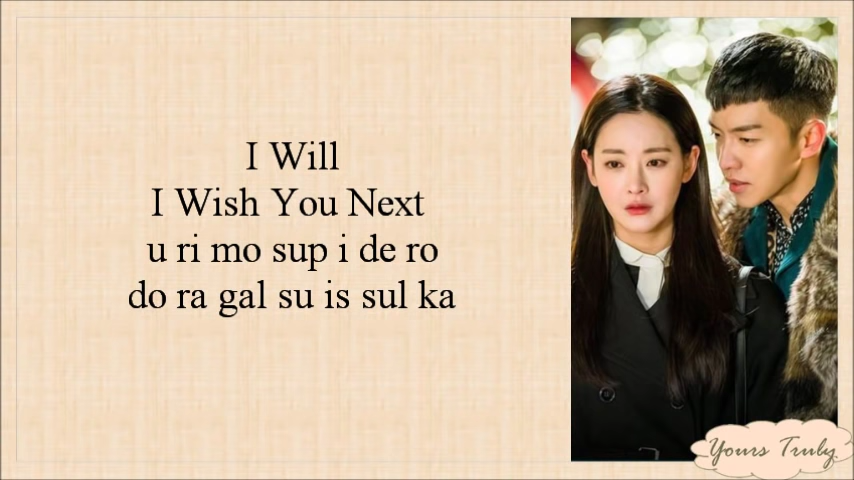 I Will
I Wish You Next
u ri mo sup i de ro
do ra gal su is sul ka
Yours Truly